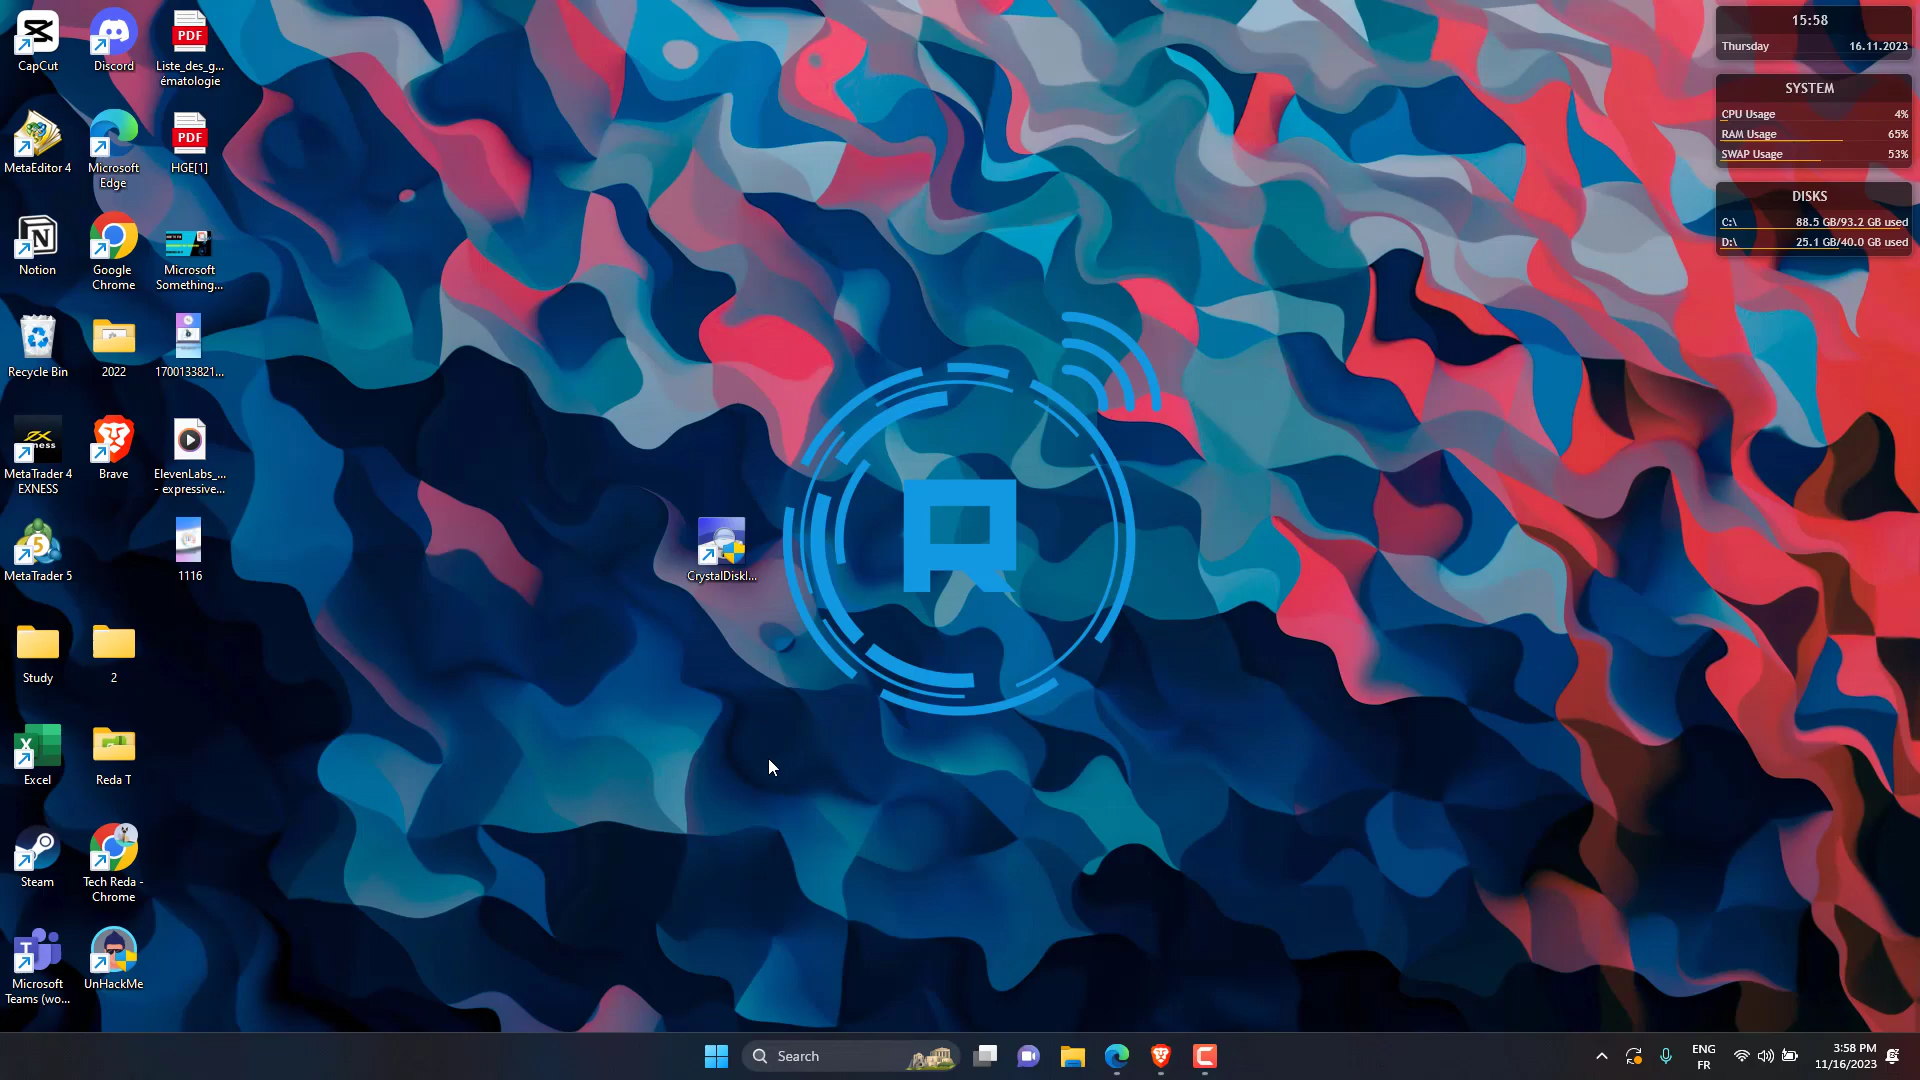 CapCut
Discord
Liste_des_g...
ématologie
MetaEditor 4
Microsoft
Edge
HGE[1]
Notion
Google
Chrome
Microsoft
Something...
Recycle Bin
2022
1700133821...
MetaTrader 4
EXNESS
Brave
ElevenLabs_...
- expressive...
MetaTrader 5
1116
CrystalDiskI...
Study
2
Excel
Reda T
Steam
Tech Reda -
Chrome
Microsoft
Teams (wo...
UnHackMe
PDF
PDF
R
15:58
Thursday 16.11.2023
SYSTEM
CPU Usage 4%
RAM Usage 65%
SWAP Usage 53%
DISKS
C:\ 88.5 GB/93.2 GB used
D:\ 25.1 GB/40.0 GB used
Search
ENG
FR
3:58 PM
11/16/2023